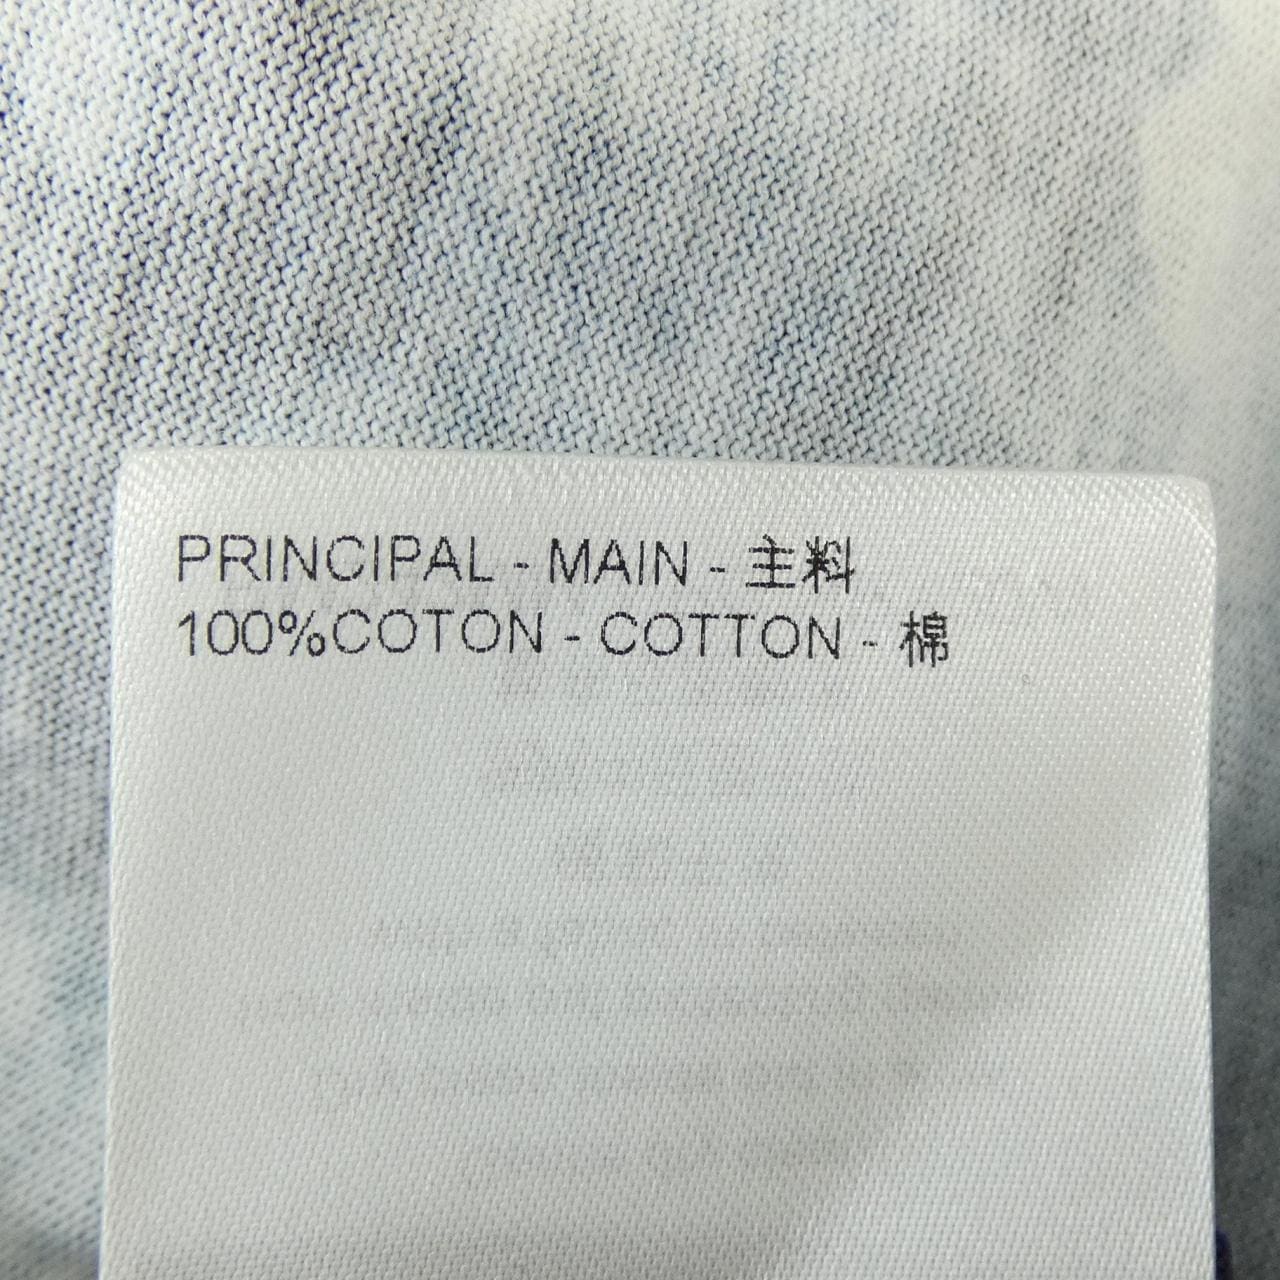 PRINCIPAL - MAIN - 主料
100%COTON - COTTON - 棉